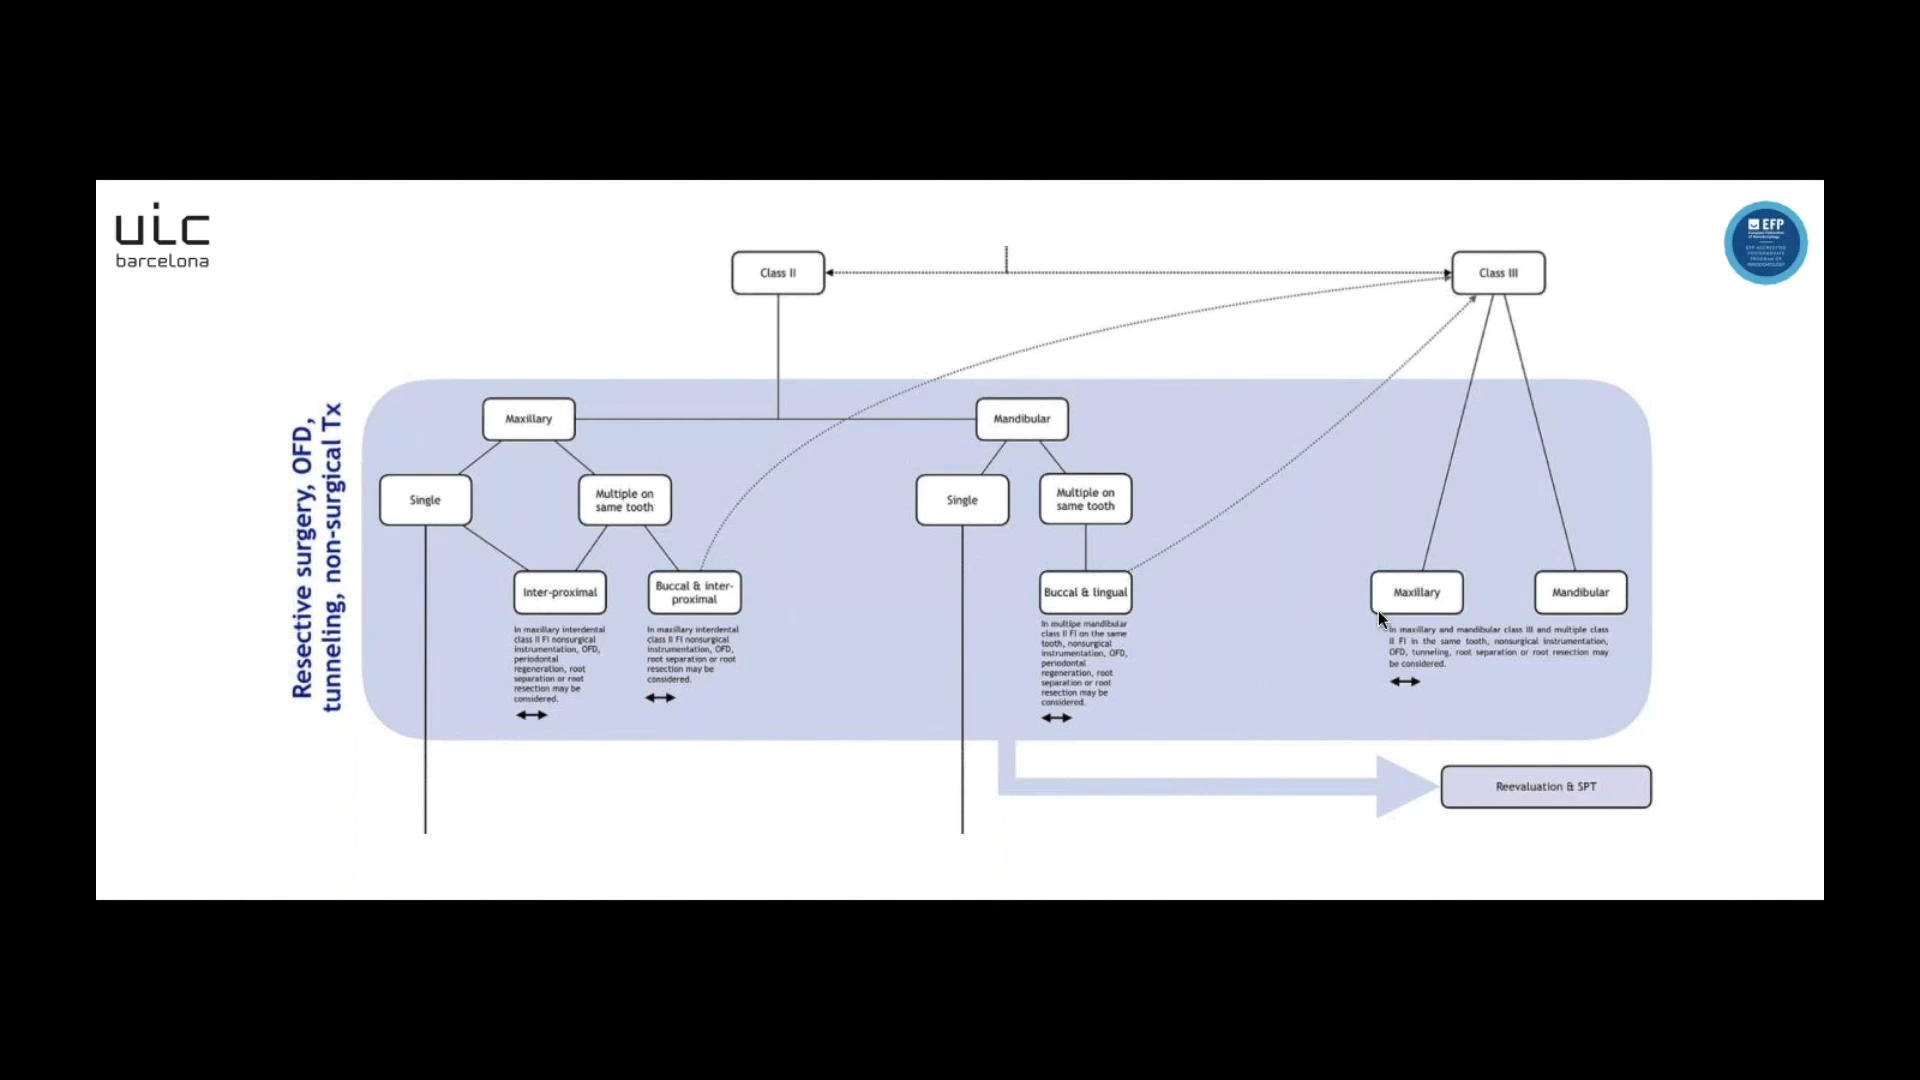 uic
barcelona
EFP
Class II
Class III
Resective surgery, OFD,
tunneling, non-surgical Tx
Maxillary
Mandibular
Single
Multiple on
same tooth
Single
Multiple on
same tooth
Inter-proximal
Buccal & inter-
proximal
Buccal & lingual
Maxillary
Mandibular
In maxillary interdental
class II FI nonsurgical
instrumentation, OFD,
periodontal
regeneration, root
separation or root
resection may be
considered.
In maxillary interdental
class II FI nonsurgical
instrumentation, OFD,
root separation or root
resection may be
considered.
In multipe mandibular
class II FI on the same
tooth, nonsurgical
instrumentation, OFD,
periodontal
regeneration, root
separation or root
resection may be
considered.
In maxillary and mandibular class III and multiple class
II FI in the same tooth, nonsurgical instrumentation,
OFD, tunneling, root separation or root resection may
be considered.
Reevaluation & SPT